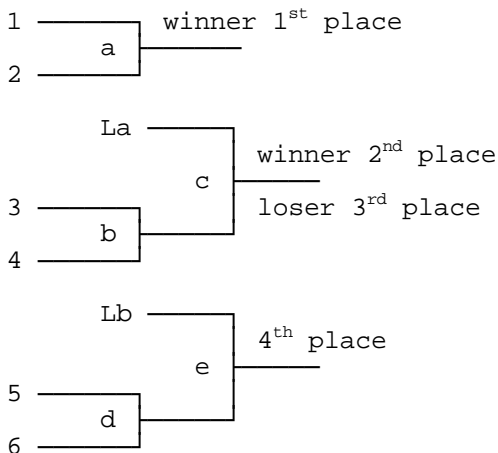 1 winner 1st place
a
2
La
winner 2nd place
c
3 loser 3rd place
b
4
Lb
4th place
e
5
d
6